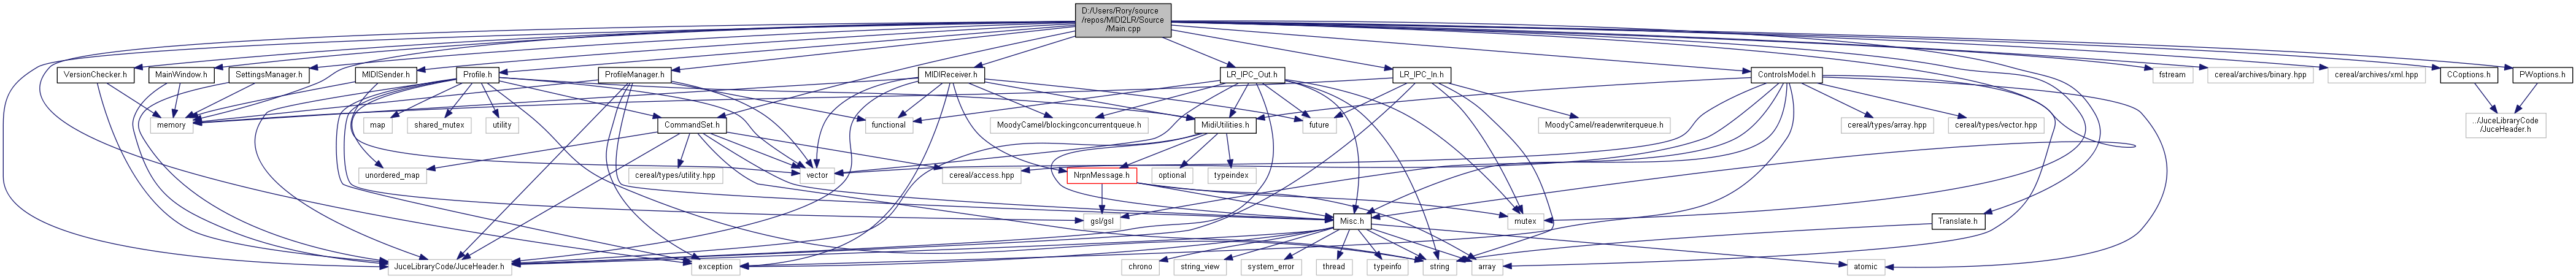 D:/Users/Rory/source
/repos/MIDI2LR/Source
/Main.cpp
VersionChecker.h
MainWindow.h
SettingsManager.h
MIDISender.h
Profile.h
ProfileManager.h
MIDIReceiver.h
LR_IPC_Out.h
LR_IPC_In.h
ControlsModel.h
fstream
cereal/archives/binary.hpp
cereal/archives/xml.hpp
CCoptions.h
PWoptions.h
memory
map
shared_mutex
utility
CommandSet.h
functional
MoodyCamel/blockingconcurrentqueue.h
MidiUtilities.h
future
MoodyCamel/readerwriterqueue.h
cereal/types/array.hpp
cereal/types/vector.hpp
../JuceLibraryCode
/JuceHeader.h
unordered_map
cereal/types/utility.hpp
vector
cereal/access.hpp
NrpnMessage.h
optional
typeindex
gsl/gsl
Misc.h
mutex
Translate.h
JuceLibraryCode/JuceHeader.h
exception
chrono
string_view
system_error
thread
typeinfo
string
array
atomic